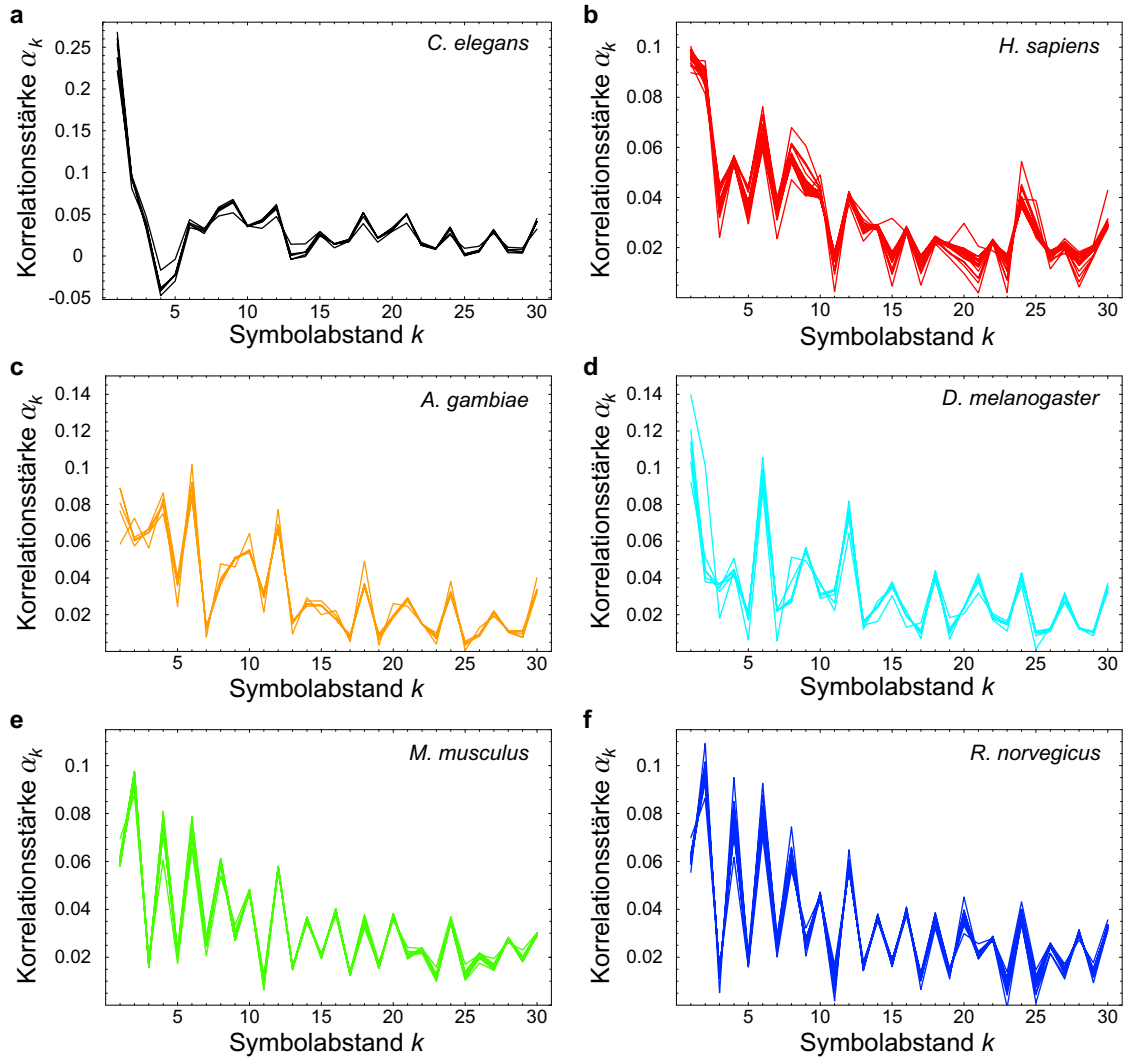 a
C. elegans
Korrelationsstärke αk
0.25
0.2
0.15
0.1
0.05
0
-0.05
5 10 15 20 25 30
Symbolabstand k
b
H. sapiens
Korrelationsstärke αk
0.1
0.08
0.06
0.04
0.02
5 10 15 20 25 30
Symbolabstand k
c
A. gambiae
Korrelationsstärke αk
0.14
0.12
0.1
0.08
0.06
0.04
0.02
5 10 15 20 25 30
Symbolabstand k
d
D. melanogaster
Korrelationsstärke αk
0.14
0.12
0.1
0.08
0.06
0.04
0.02
5 10 15 20 25 30
Symbolabstand k
e
M. musculus
Korrelationsstärke αk
0.1
0.08
0.06
0.04
0.02
5 10 15 20 25 30
Symbolabstand k
f
R. norvegicus
Korrelationsstärke αk
0.1
0.08
0.06
0.04
0.02
5 10 15 20 25 30
Symbolabstand k